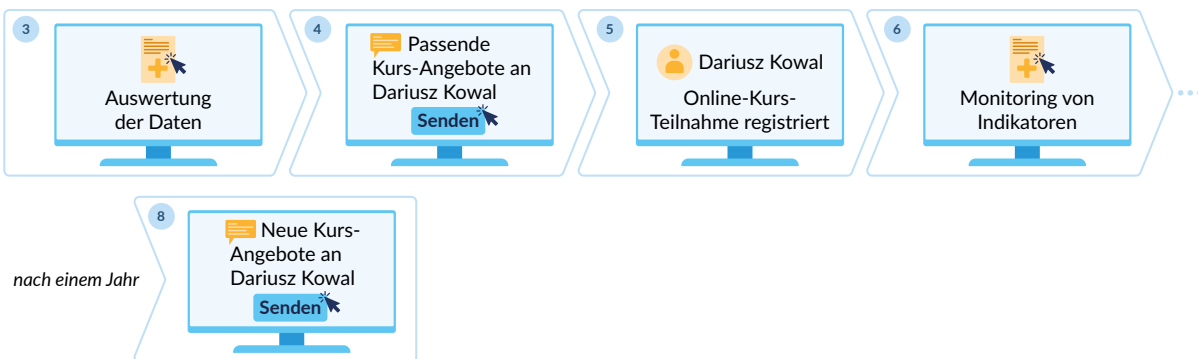 3
Auswertung
der Daten
4
Passende
Kurs-Angebote an
Dariusz Kowal
Senden
5
Dariusz Kowal
Online-Kurs-
Teilnahme registriert
6
Monitoring von
Indikatoren
nach einem Jahr
8
Neue Kurs-
Angebote an
Dariusz Kowal
Senden